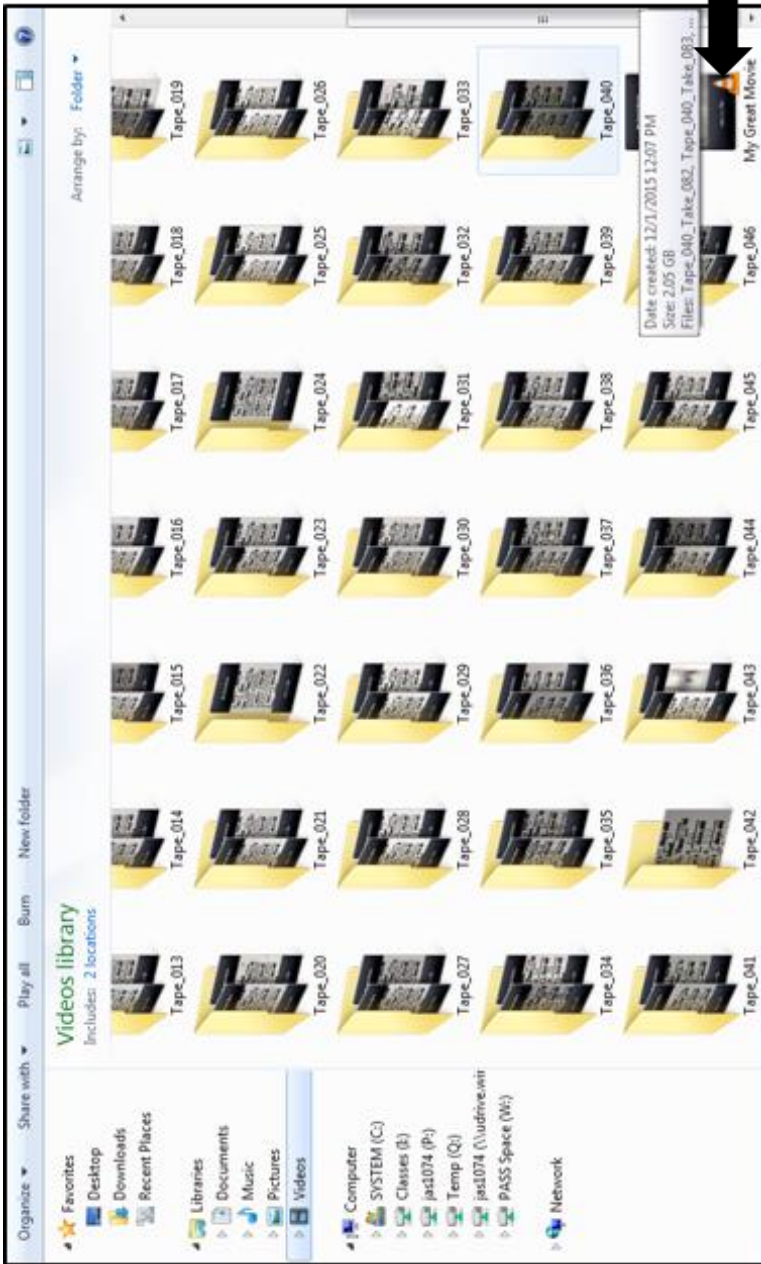 Organize Share with Play all Burn New folder
Favorites
Desktop
Downloads
Recent Places
Libraries
Documents
Music
Pictures
Videos
Computer
SYSTEM (C:)
Classes (I:)
jas1074 (P:)
Temp (Q:)
jas1074 (\\udrive.wir
PASS Space (W:)
Network
Videos library
Includes: 2 locations
Arrange by: Folder
Tape_013 Tape_014 Tape_015 Tape_016 Tape_017 Tape_018 Tape_019
Tape_020 Tape_021 Tape_022 Tape_023 Tape_024 Tape_025 Tape_026
Tape_027 Tape_028 Tape_029 Tape_030 Tape_031 Tape_032 Tape_033
Tape_034 Tape_035 Tape_036 Tape_037 Tape_038 Tape_039 Tape_040
Date created: 12/1/2015 12:07 PM
Size: 2.05 GB
Files: Tape_040_Take_082, Tape_040_Take_083, ...
Tape_041 Tape_042 Tape_043 Tape_044 Tape_045 Tape_046 My Great Movie